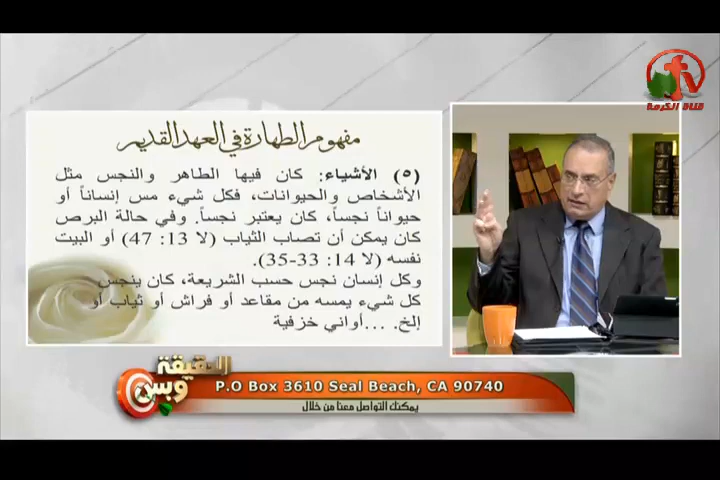 tv
قناة الكرمة
مفهوم الطهارة في العهد القديم
(٥) الأشياء: كان فيها الطاهر والنجس مثل
الأشخاص والحيوانات، فكل شيء مس إنساناً أو
حيواناً نجساً، كان يعتبر نجساً. وفي حالة البرص
كان يمكن أن تصاب الثياب (لا 13: 47) أو البيت
نفسه (لا 14: 33-35).
وكل إنسان نجس حسب الشريعة، كان ينجس
كل شيء يمسه من مقاعد أو فراش أو ثياب أو
إلخ. ...أواني خزفية
الحقيقة
وبس
P.O Box 3610 Seal Beach, CA 90740
يمكنك التواصل معنا من خلال